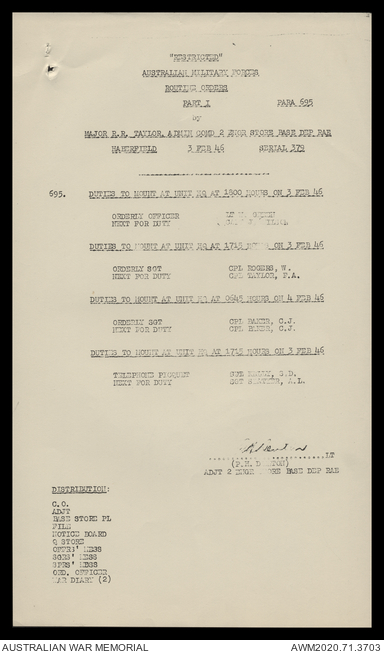 "RESTRICTED"
AUSTRALIAN MILITARY FORCES
ROUTINE ORDERS
PART I PARA 695
by
MAJOR R.R. TAYLOR, ADMIN COMD 2 ENGR STORE BASE DEP RAE
3 FEB 46 SERIAL 379
695. DUTIES TO MOUNT AT UNIT HQ AT 1800 HOURS ON 3 FEB 46
ORDERLY OFFICER
NEXT FOR DUTY
DUTIES TO MOUNT AT UNIT HQ AT 1715 HOURS ON 3 FEB 46
ORDERLY SGT CPL ROGERS, W.
NEXT FOR DUTY CPL TAYLOR, F.A.
DUTIES TO MOUNT AT UNIT HQ AT 0645 HOURS ON 4 FEB 46
ORDERLY SGT CPL BAKER, C.J.
NEXT FOR DUTY CPL C.J.
DUTIES TO MOUNT AT UNIT HQ AT 1715 HOURS ON 3 FEB 46
TELEPHONE PICQUET G.D.
NEXT FOR DUTY A.L.
LT
ADJT 2 ENGR STORE BASE DEP RAE
DISTRIBUTION:
C.O.
ADJT
BASE STORE PL
FILE
NOTICE BOARD
Q STORE
OFFRS' MESS
SGTS' MESS
SPRS' MESS
ORD. OFFICER
WAR DIARY (2)
AUSTRALIAN WAR MEMORIAL AWM2020.71.3703